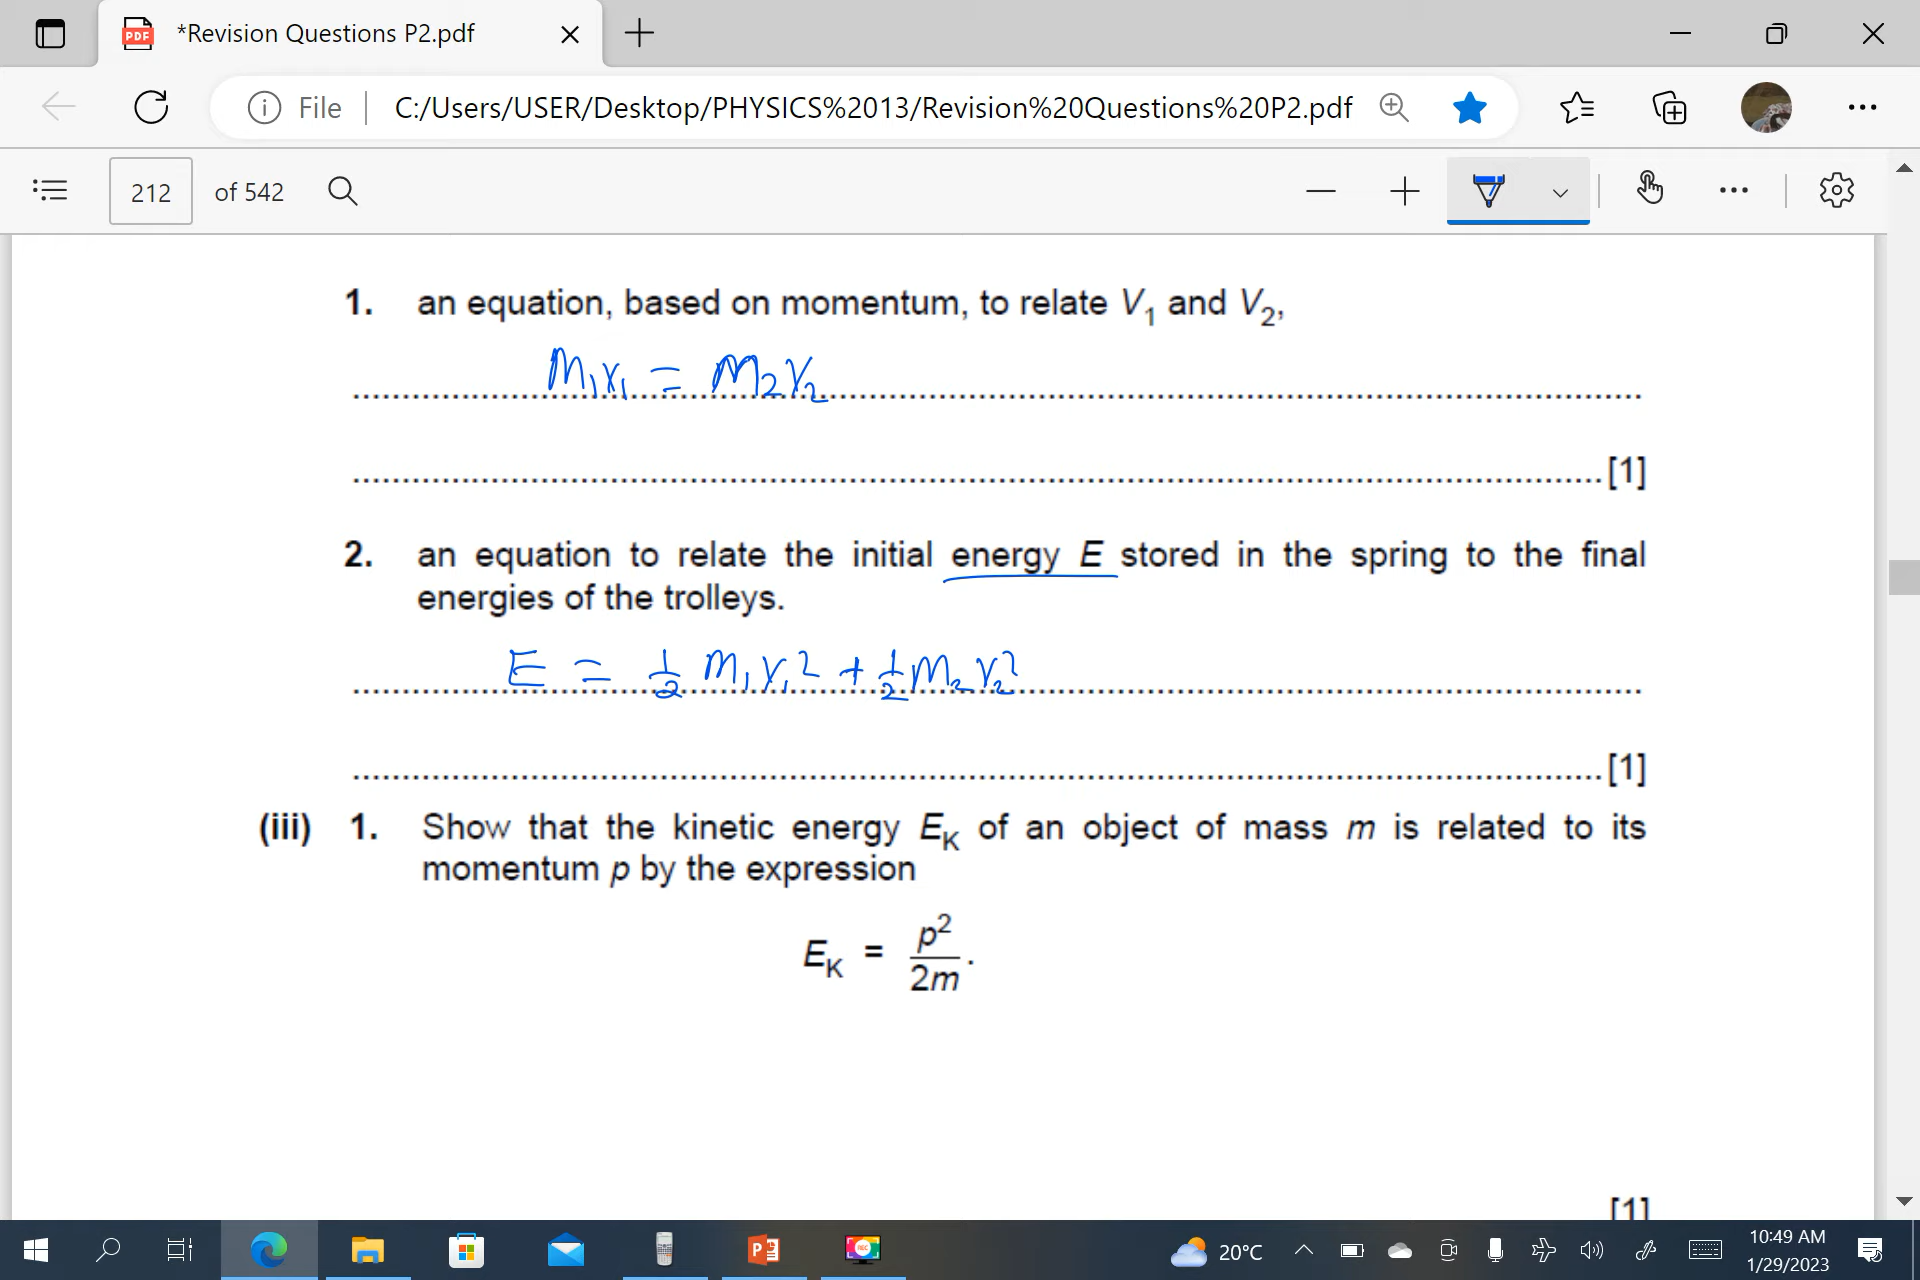 *Revision Questions P2.pdf
File | C:/Users/USER/Desktop/PHYSICS%2013/Revision%20Questions%20P2.pdf
212 of 542
1. an equation, based on momentum, to relate V₁ and V₂,
M₁V₁ = M₂V₂
[1]
2. an equation to relate the initial energy E stored in the spring to the final
energies of the trolleys.
E = ½ M₁V₁² + ½ M₂V₂²
[1]
(iii) 1. Show that the kinetic energy E_K of an object of mass m is related to its
momentum p by the expression
E_K = p²/2m.
[1]
20°C
10:49 AM
1/29/2023